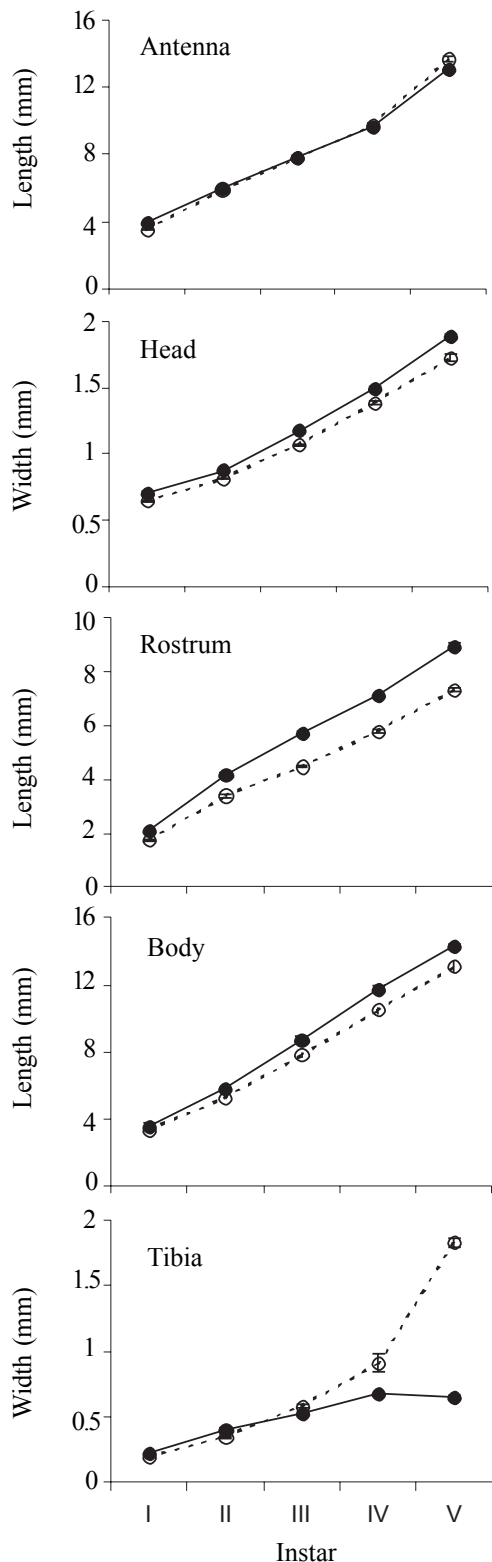 16
Antenna
12
8
4
0
Length (mm)
2
Head
1.5
1
0.5
0
Width (mm)
10
Rostrum
8
6
4
2
0
Length (mm)
16
Body
12
8
4
0
Length (mm)
2
Tibia
1.5
1
0.5
0
Width (mm)
I II III IV V
Instar